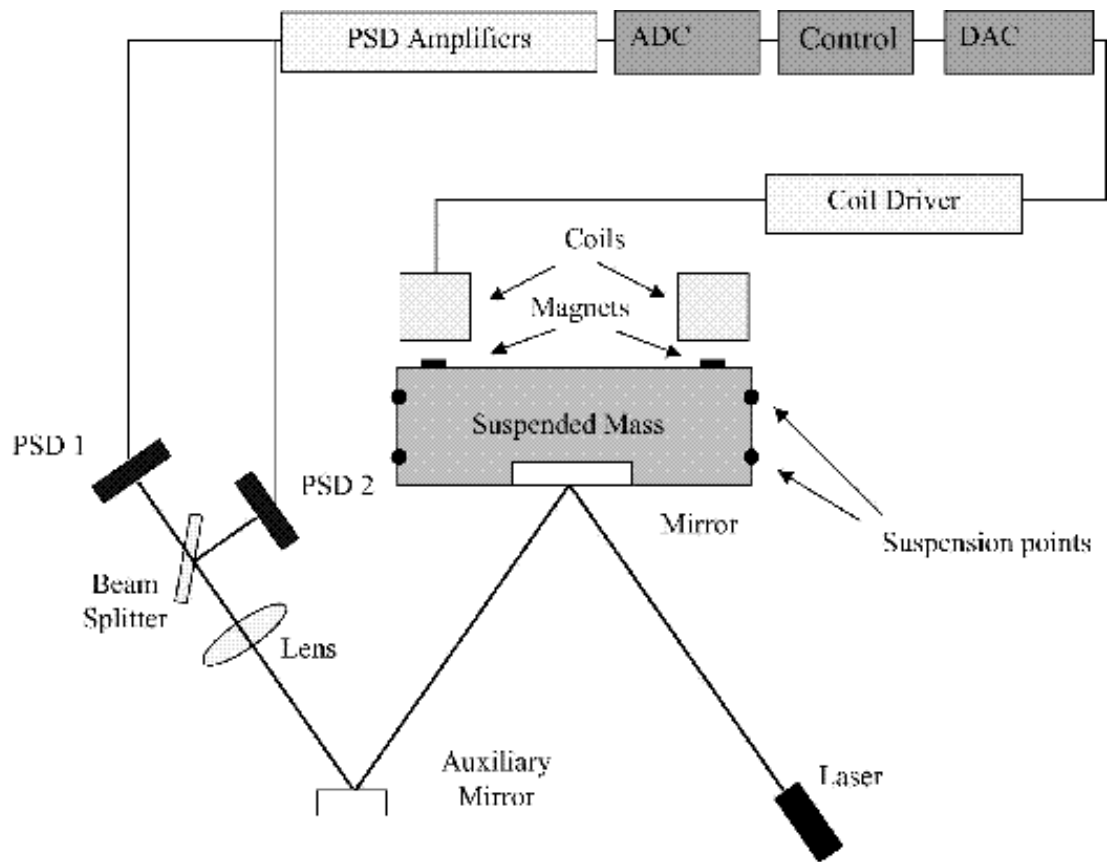 PSD Amplifiers
ADC
Control
DAC
Coil Driver
Coils
Magnets
Suspended Mass
PSD 1
PSD 2
Mirror
Suspension points
Beam
Splitter
Lens
Auxiliary
Mirror
Laser